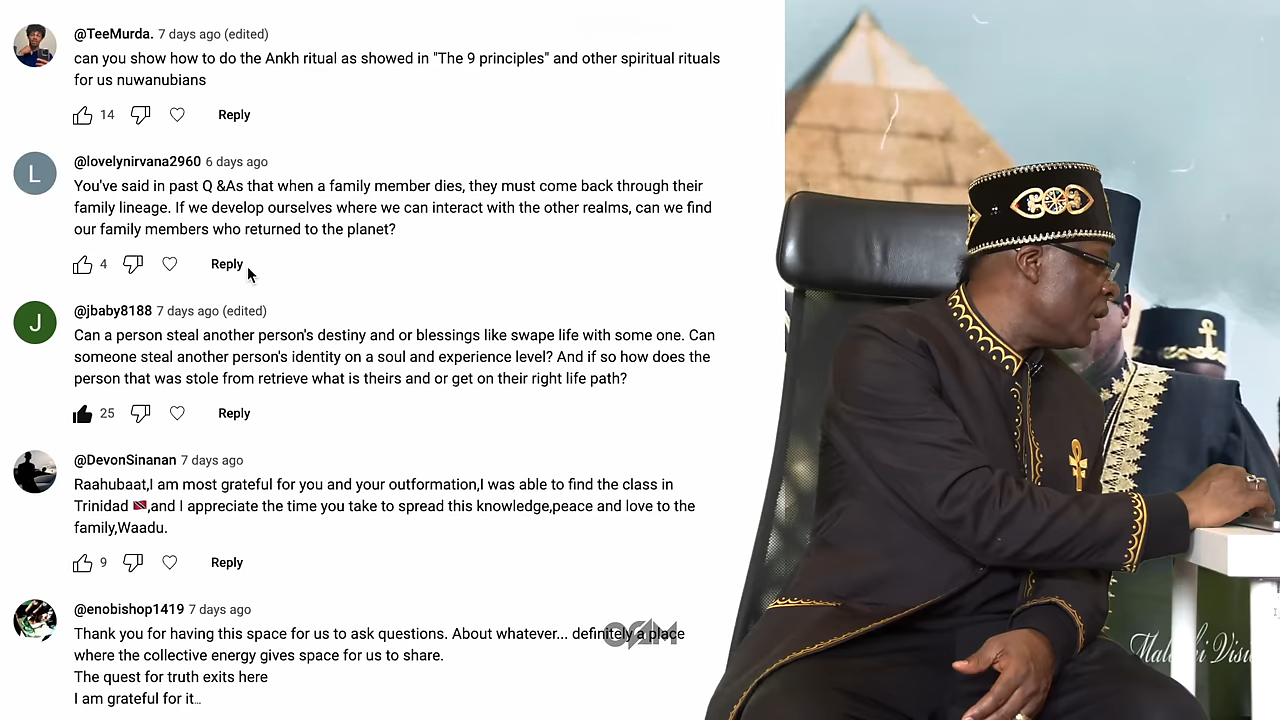 @TeeMurda. 7 days ago (edited)
can you show how to do the Ankh ritual as showed in "The 9 principles" and other spiritual rituals
for us nuwanubians
14 Reply
@lovelynirvana2960 6 days ago
L
You've said in past Q &As that when a family member dies, they must come back through their
family lineage. If we develop ourselves where we can interact with the other realms, can we find
our family members who returned to the planet?
4 Reply
@jbaby8188 7 days ago (edited)
J
Can a person steal another person's destiny and or blessings like swape life with some one. Can
someone steal another person's identity on a soul and experience level? And if so how does the
person that was stole from retrieve what is theirs and or get on their right life path?
25 Reply
@DevonSinanan 7 days ago
Raahubaat,I am most grateful for you and your outformation,I was able to find the class in
Trinidad 🇹🇹,and I appreciate the time you take to spread this knowledge,peace and love to the
family,Waadu.
9 Reply
@enobishop1419 7 days ago
Thank you for having this space for us to ask questions. About whatever... definitely a place
where the collective energy gives space for us to share.
The quest for truth exits here
I am grateful for it...